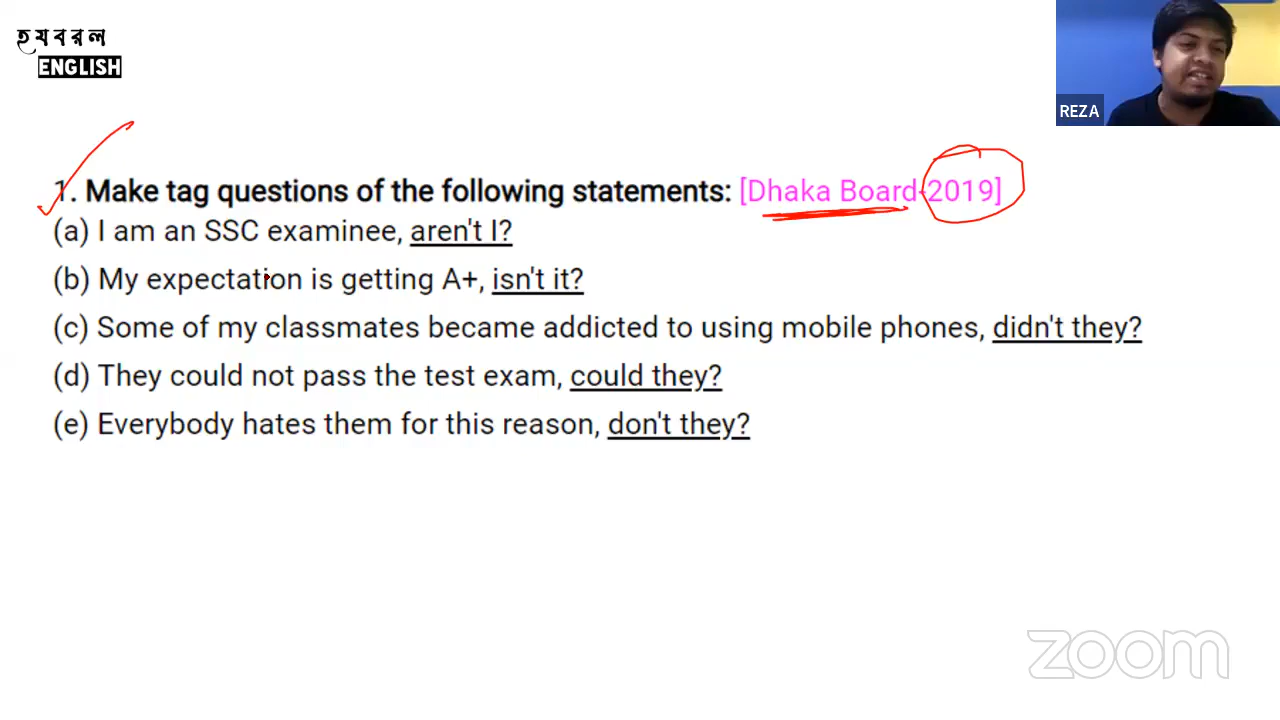 হ য ব র ল
ENGLISH
REZA
1. Make tag questions of the following statements: [Dhaka Board-2019]
(a) I am an SSC examinee, aren't I?
(b) My expectation is getting A+, isn't it?
(c) Some of my classmates became addicted to using mobile phones, didn't they?
(d) They could not pass the test exam, could they?
(e) Everybody hates them for this reason, don't they?
zoom